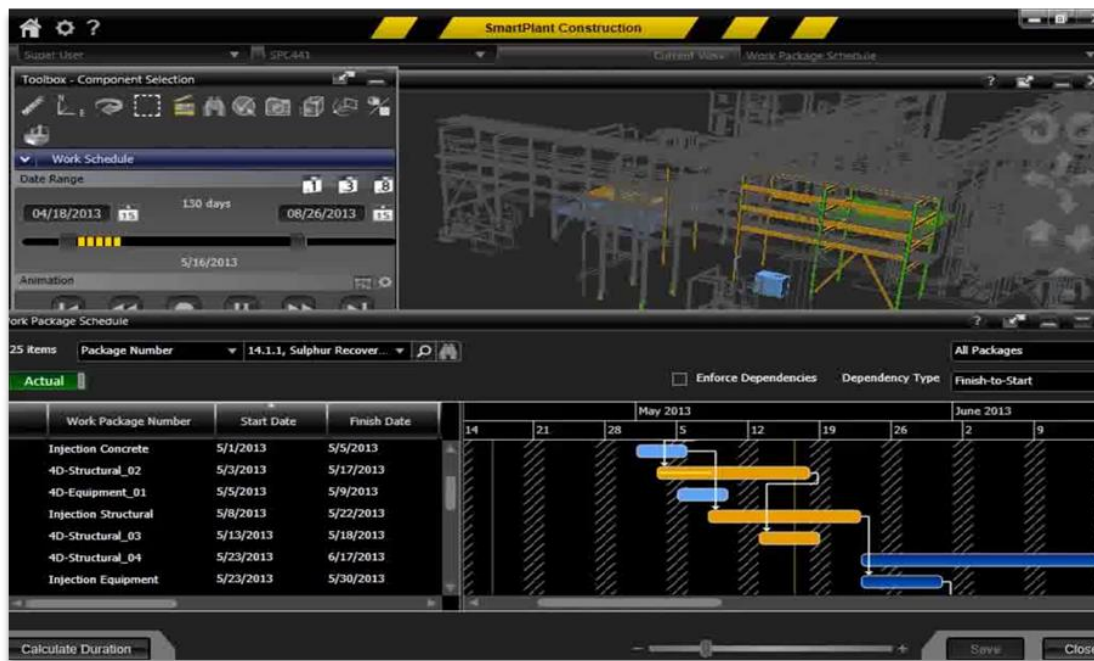 ?
SmartPlant Construction
Super User
SPC441
Current View
Work Package Schedule
Toolbox - Component Selection
?
Work Schedule
Date Range
1 3 8
04/18/2013
15
130 days
08/26/2013
15
5/16/2013
Animation
ork Package Schedule
?
25 items
Package Number
14.1.1, Sulphur Recover...
All Packages
Actual
Enforce Dependencies
Dependency Type
Finish-to-Start
Work Package Number Start Date Finish Date
May 2013 June 2013
14 21 28 5 12 19 26 2 9
Injection Concrete 5/1/2013 5/5/2013
4D-Structural_02 5/3/2013 5/17/2013
4D-Equipment_01 5/5/2013 5/9/2013
Injection Structural 5/8/2013 5/22/2013
4D-Structural_03 5/13/2013 5/18/2013
4D-Structural_04 5/23/2013 6/17/2013
Injection Equipment 5/23/2013 5/30/2013
Calculate Duration
Save
Close